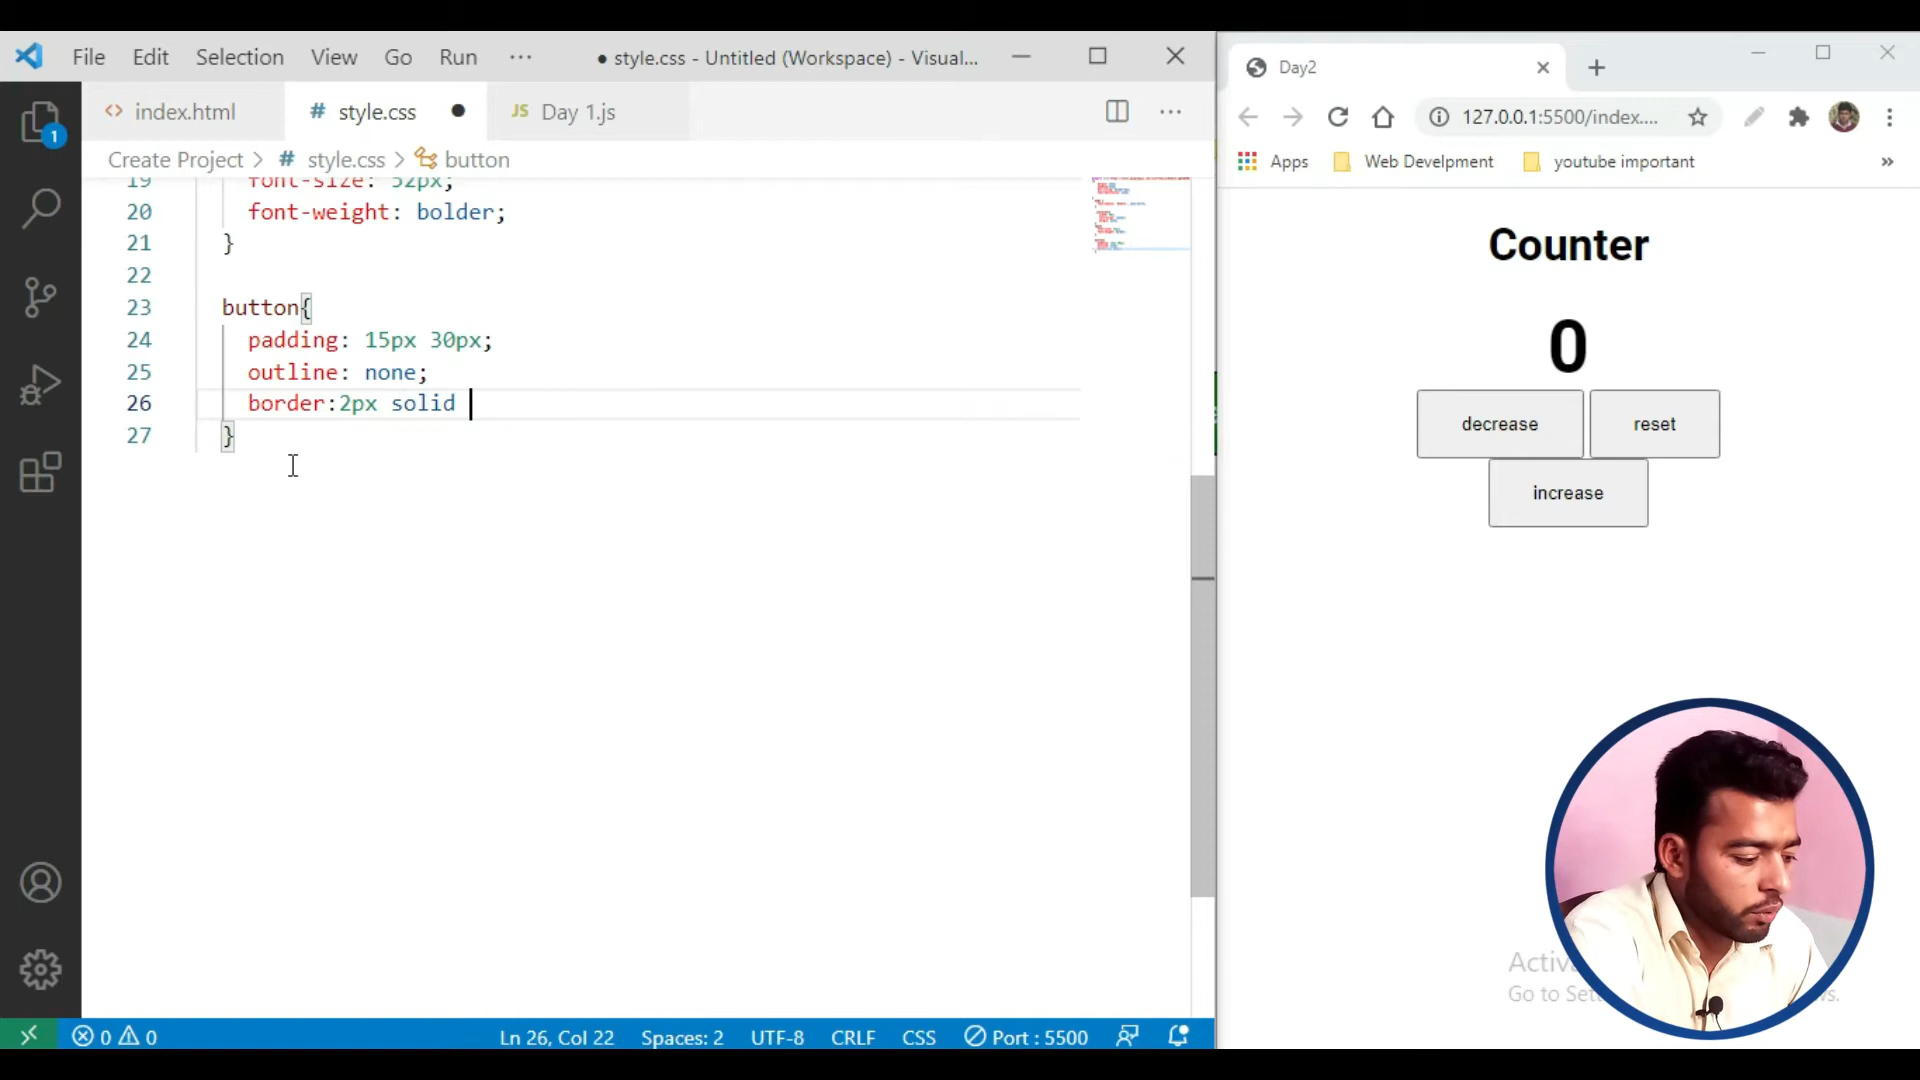 File Edit Selection View Go Run ··· ● style.css - Untitled (Workspace) - Visual...
<> index.html # style.css ● JS Day 1.js
Create Project > # style.css > button
19 font-size: 52px;
20 font-weight: bolder;
21 }
22
23 button{
24 padding: 15px 30px;
25 outline: none;
26 border:2px solid
27 }
1
0 0 Ln 26, Col 22 Spaces: 2 UTF-8 CRLF CSS Port : 5500
Day2
127.0.0.1:5500/index....
Apps Web Develpment youtube important »
Counter
0
decrease reset
increase
Go to